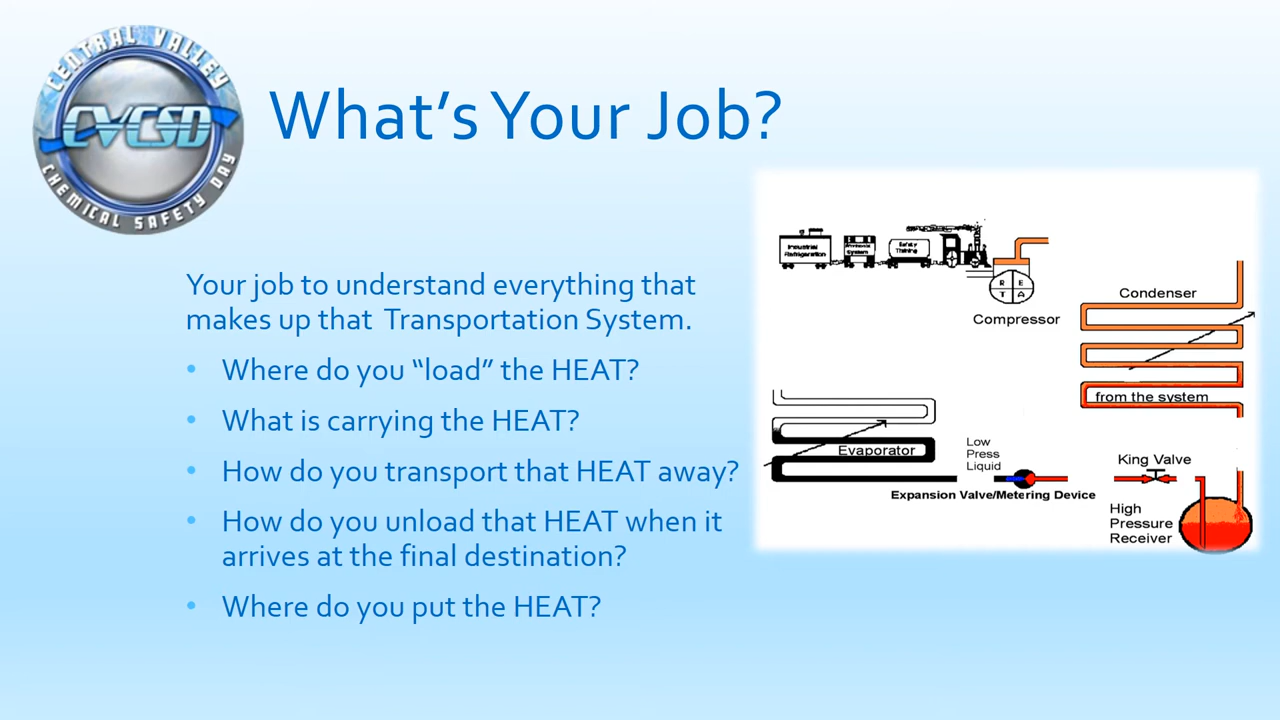 CENTRAL VALLEY
CVCSD
CHEMICAL SAFETY DAY
What's Your Job?
Your job to understand everything that
makes up that Transportation System.
• Where do you “load” the HEAT?
• What is carrying the HEAT?
• How do you transport that HEAT away?
• How do you unload that HEAT when it
arrives at the final destination?
• Where do you put the HEAT?
Industrial
Refrigeration
Ammonia
System
Safety
Training
R E
T A
Compressor
Condenser
from the system
Evaporator
Low
Press
Liquid
Expansion Valve/Metering Device
King Valve
High
Pressure
Receiver